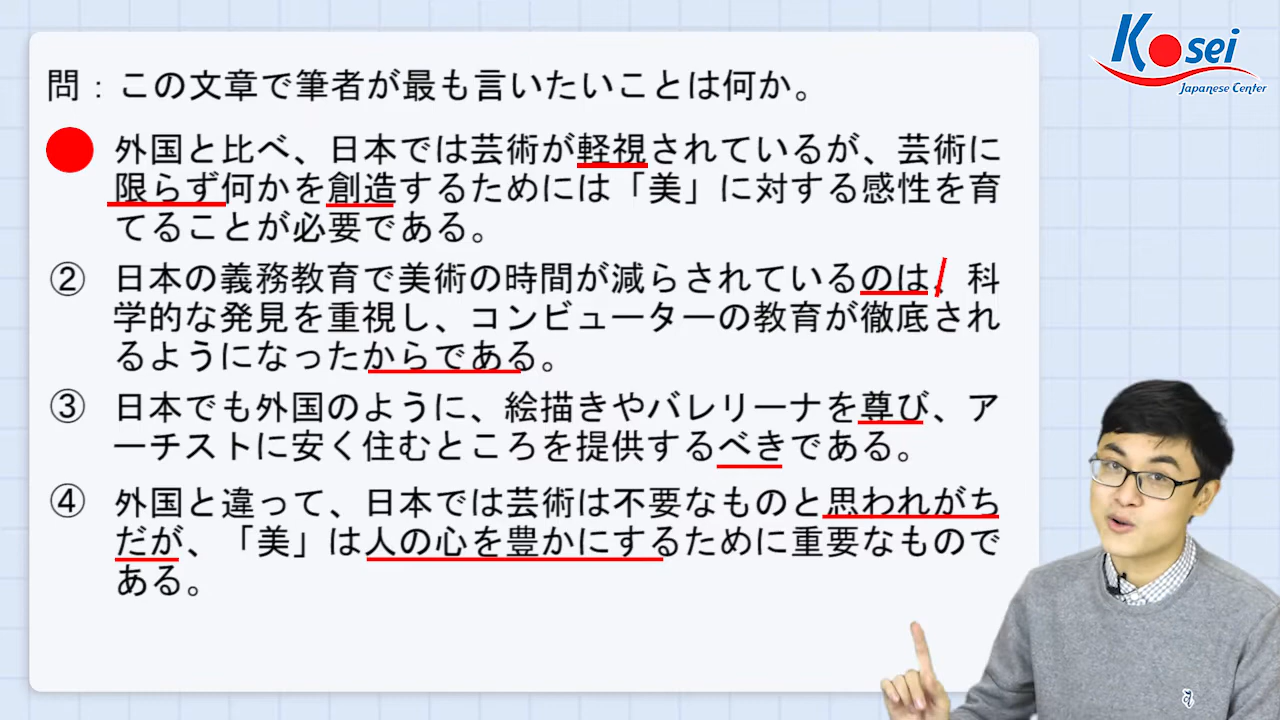 Kosei
Japanese Center
問：この文章で筆者が最も言いたいことは何か。
外国と比べ、日本では芸術が軽視されているが、芸術に
限らず何かを創造するためには「美」に対する感性を育
てることが必要である。
② 日本の義務教育で美術の時間が減らされているのは、科
学的な発見を重視し、コンピューターの教育が徹底され
るようになったからである。
③ 日本でも外国のように、絵描きやバレリーナを尊び、ア
ーチストに安く住むところを提供するべきである。
④ 外国と違って、日本では芸術は不要なものと思われがち
だが、「美」は人の心を豊かにするために重要なもので
ある。